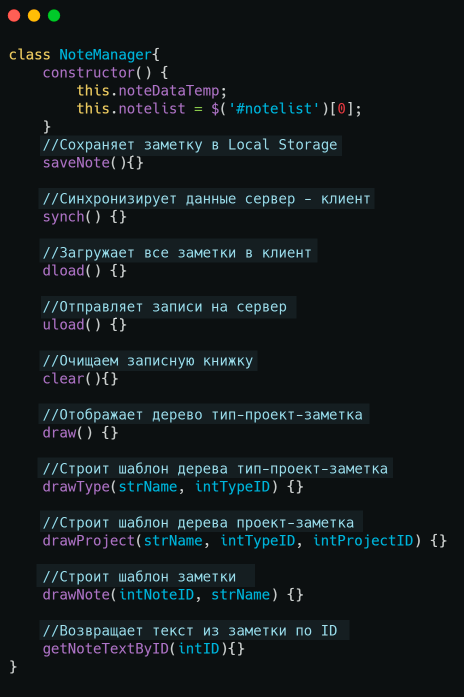 class NoteManager{
    constructor() {
        this.noteDataTemp;
        this.notelist = $('#notelist')[0];
    }
    //Сохраняет заметку в Local Storage
    saveNote(){}
    //Синхронизирует данные сервер - клиент
    synch() {}
    //Загружает все заметки в клиент
    dload() {}
    //Отправляет записи на сервер
    uload() {}
    //Очищаем записную книжку
    clear(){}
    //Отображает дерево тип-проект-заметка
    draw() {}
    //Строит шаблон дерева тип-проект-заметка
    drawType(strName, intTypeID) {}
    //Строит шаблон дерева проект-заметка
    drawProject(strName, intTypeID, intProjectID) {}
    //Строит шаблон заметки
    drawNote(intNoteID, strName) {}
    //Возвращает текст из заметки по ID
    getNoteTextByID(intID){}
}